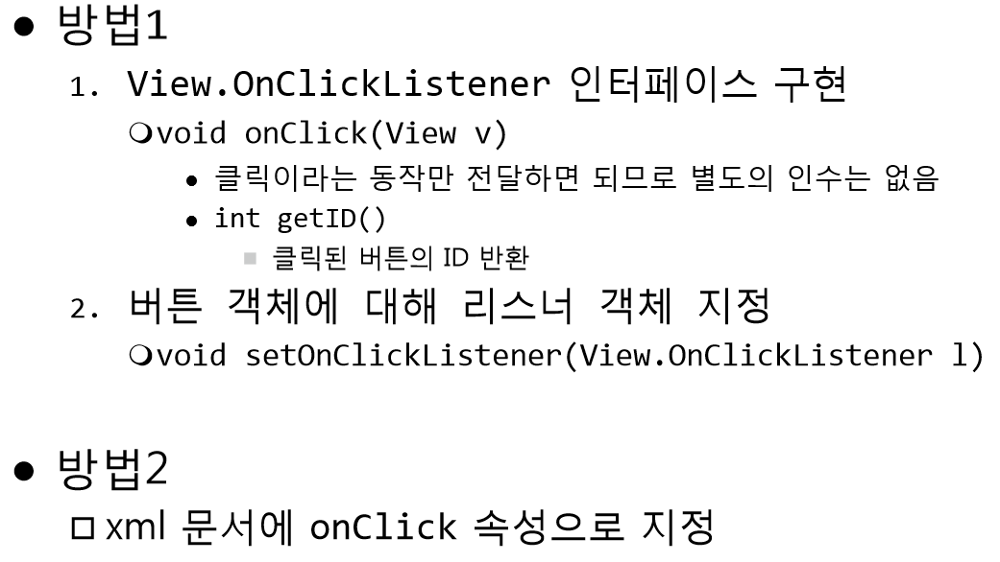 ● 방법1
1. View.OnClickListener 인터페이스 구현
❍void onClick(View v)
● 클릭이라는 동작만 전달하면 되므로 별도의 인수는 없음
● int getID()
■ 클릭된 버튼의 ID 반환
2. 버튼 객체에 대해 리스너 객체 지정
❍void setOnClickListener(View.OnClickListener l)
● 방법2
□ xml 문서에 onClick 속성으로 지정